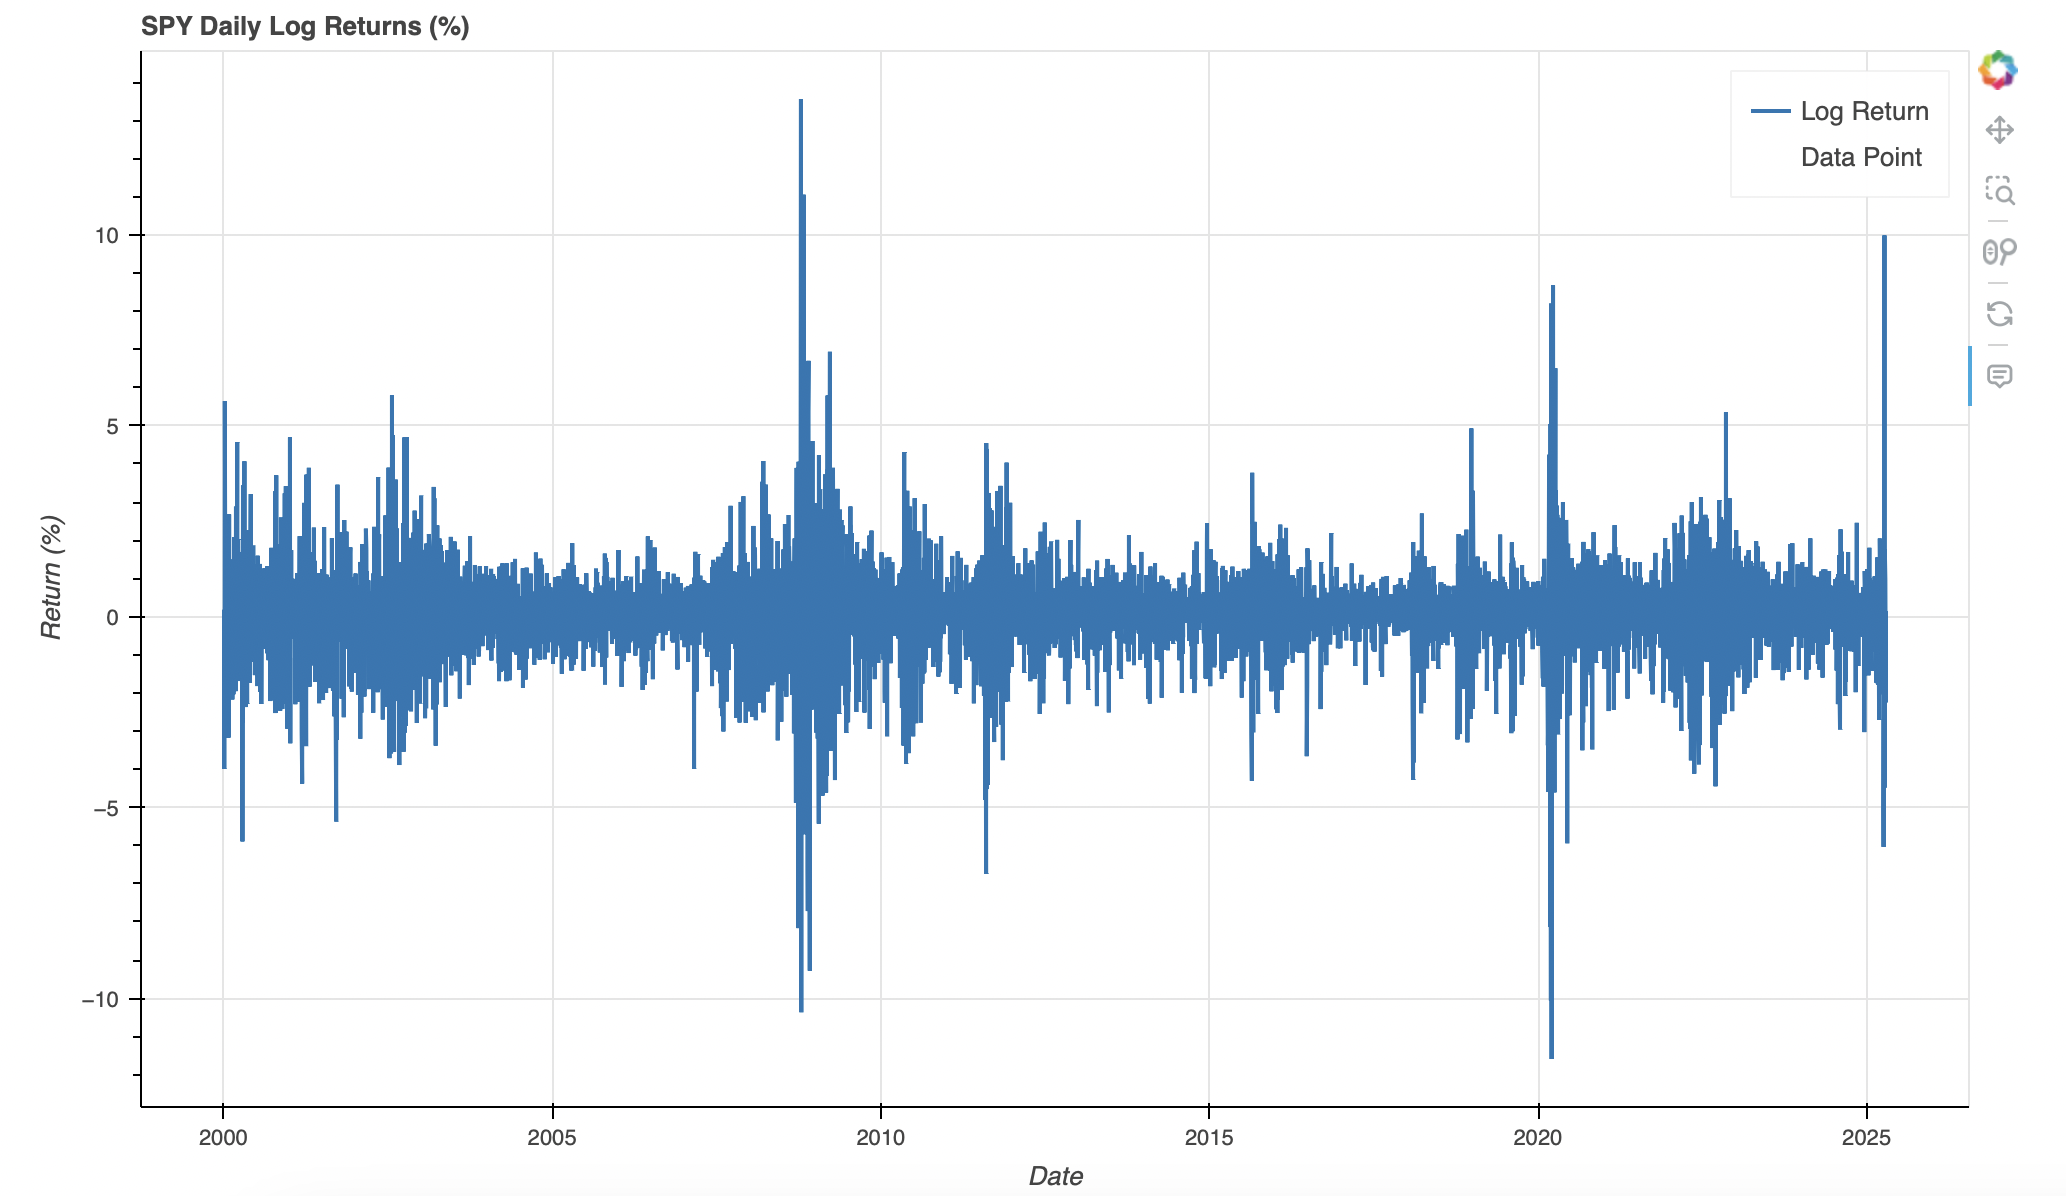 SPY Daily Log Returns (%)
Log Return
Data Point
10
5
0
−5
−10
Return (%)
2000 2005 2010 2015 2020 2025
Date